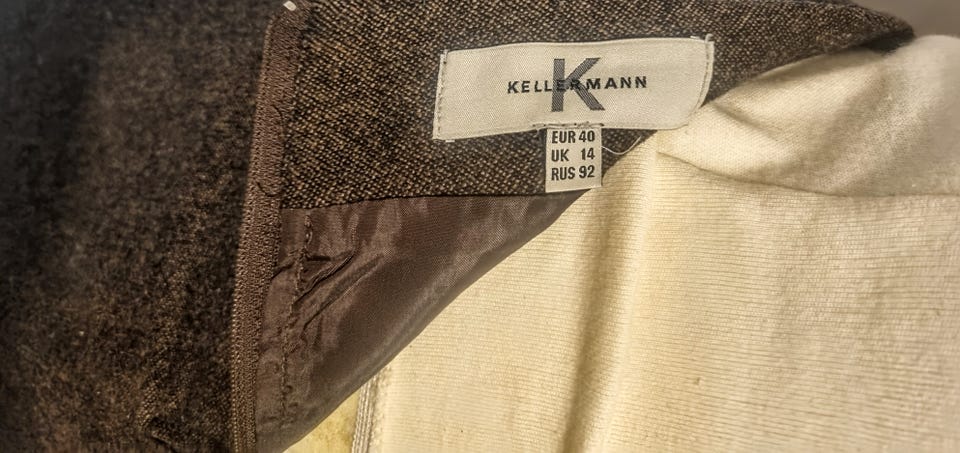 K
KELLERMANN
EUR 40
UK 14
RUS 92